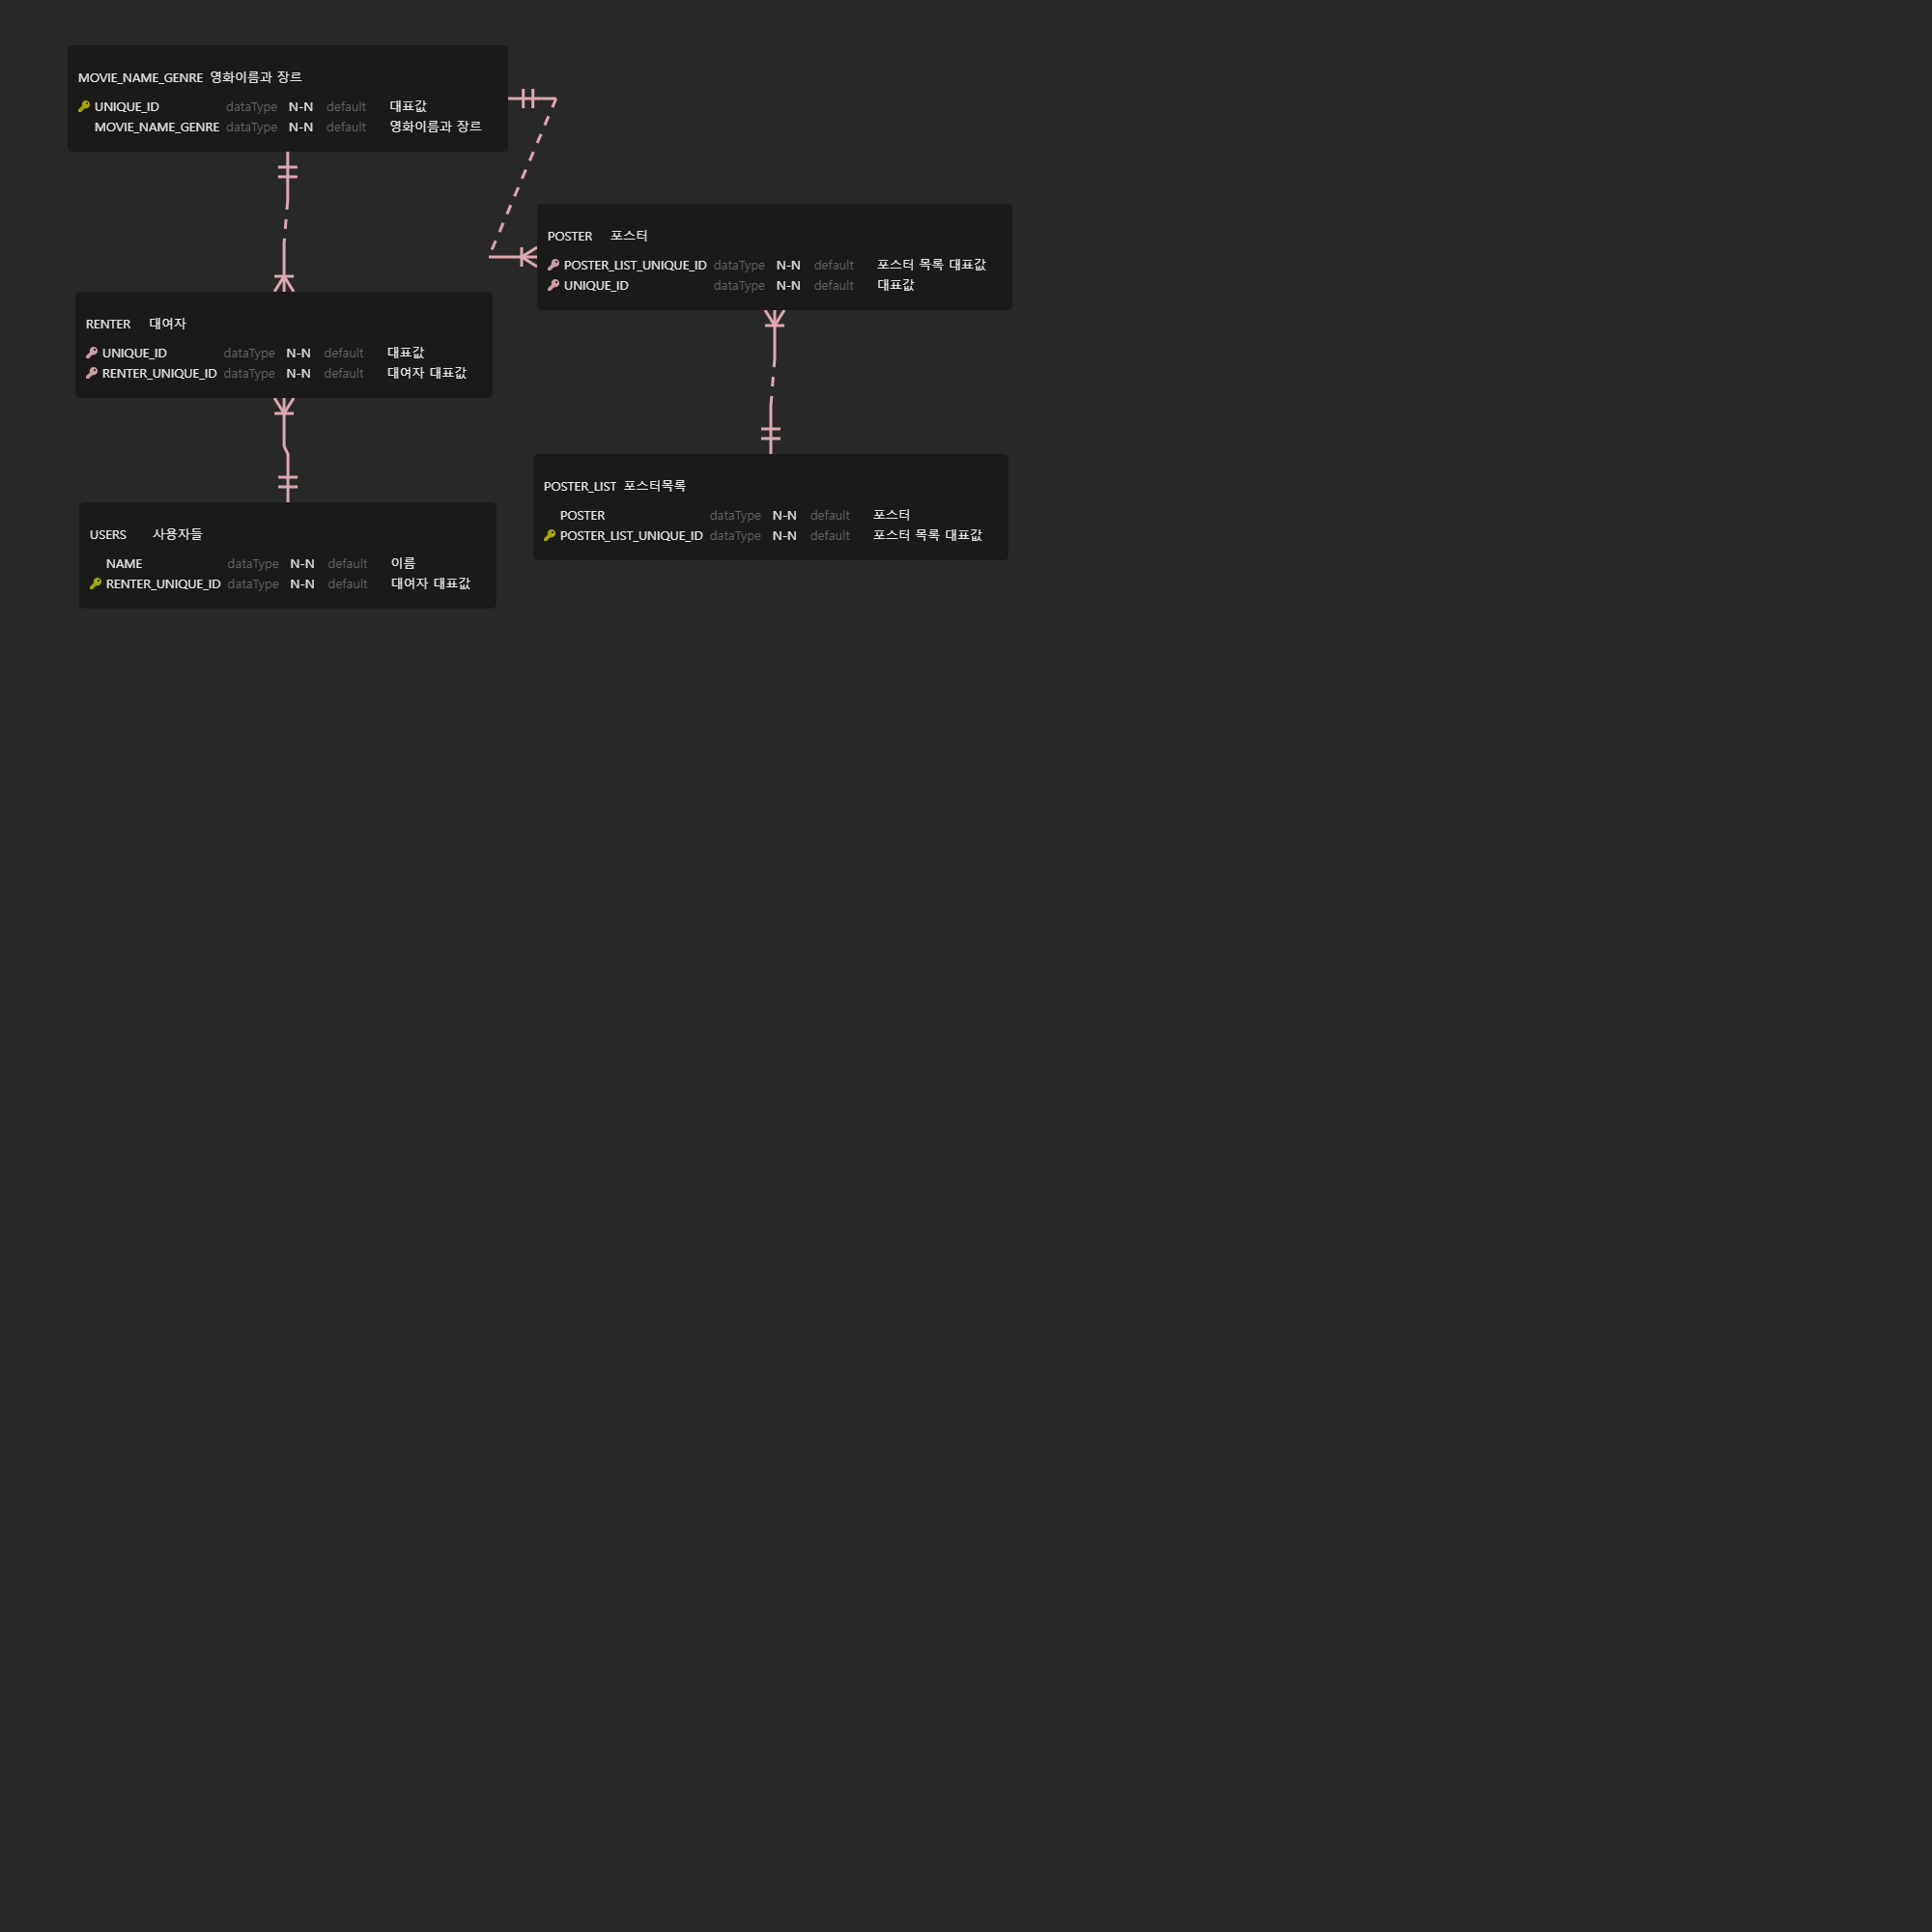 MOVIE_NAME_GENRE 영화이름과 장르
UNIQUE_ID dataType N-N default 대표값
MOVIE_NAME_GENRE dataType N-N default 영화이름과 장르
POSTER 포스터
POSTER_LIST_UNIQUE_ID dataType N-N default 포스터 목록 대표값
UNIQUE_ID dataType N-N default 대표값
RENTER 대여자
UNIQUE_ID dataType N-N default 대표값
RENTER_UNIQUE_ID dataType N-N default 대여자 대표값
POSTER_LIST 포스터목록
POSTER dataType N-N default 포스터
POSTER_LIST_UNIQUE_ID dataType N-N default 포스터 목록 대표값
USERS 사용자들
NAME dataType N-N default 이름
RENTER_UNIQUE_ID dataType N-N default 대여자 대표값